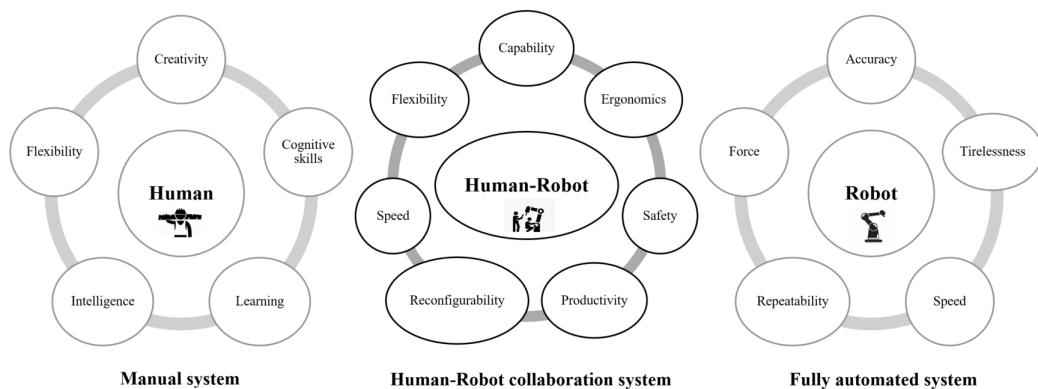 Creativity
Flexibility
Cognitive
skills
Human
Intelligence
Learning
Manual system
Capability
Flexibility
Ergonomics
Human-Robot
Speed
Safety
Reconfigurability
Productivity
Human-Robot collaboration system
Accuracy
Force
Tirelessness
Robot
Repeatability
Speed
Fully automated system